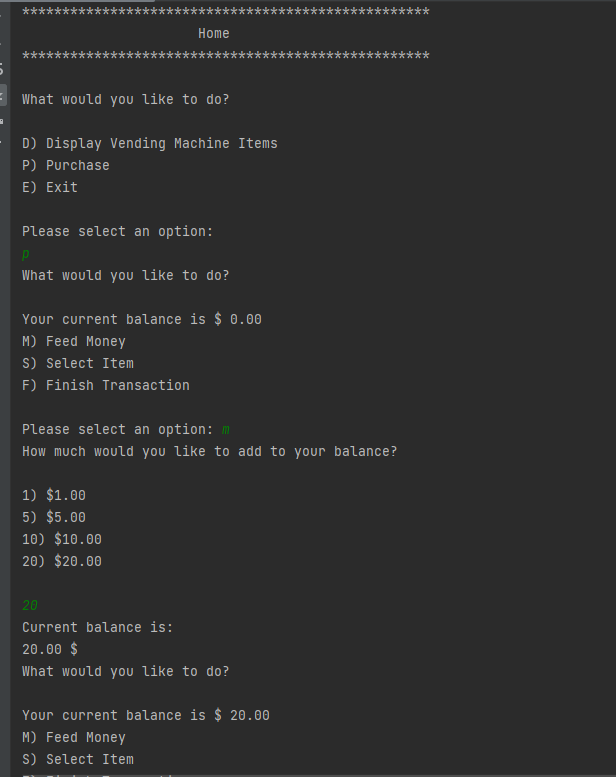 ***************************************************
Home
***************************************************
What would you like to do?
D) Display Vending Machine Items
P) Purchase
E) Exit
Please select an option:
p
What would you like to do?
Your current balance is $ 0.00
M) Feed Money
S) Select Item
F) Finish Transaction
Please select an option: m
How much would you like to add to your balance?
1) $1.00
5) $5.00
10) $10.00
20) $20.00
20
Current balance is:
20.00 $
What would you like to do?
Your current balance is $ 20.00
M) Feed Money
S) Select Item